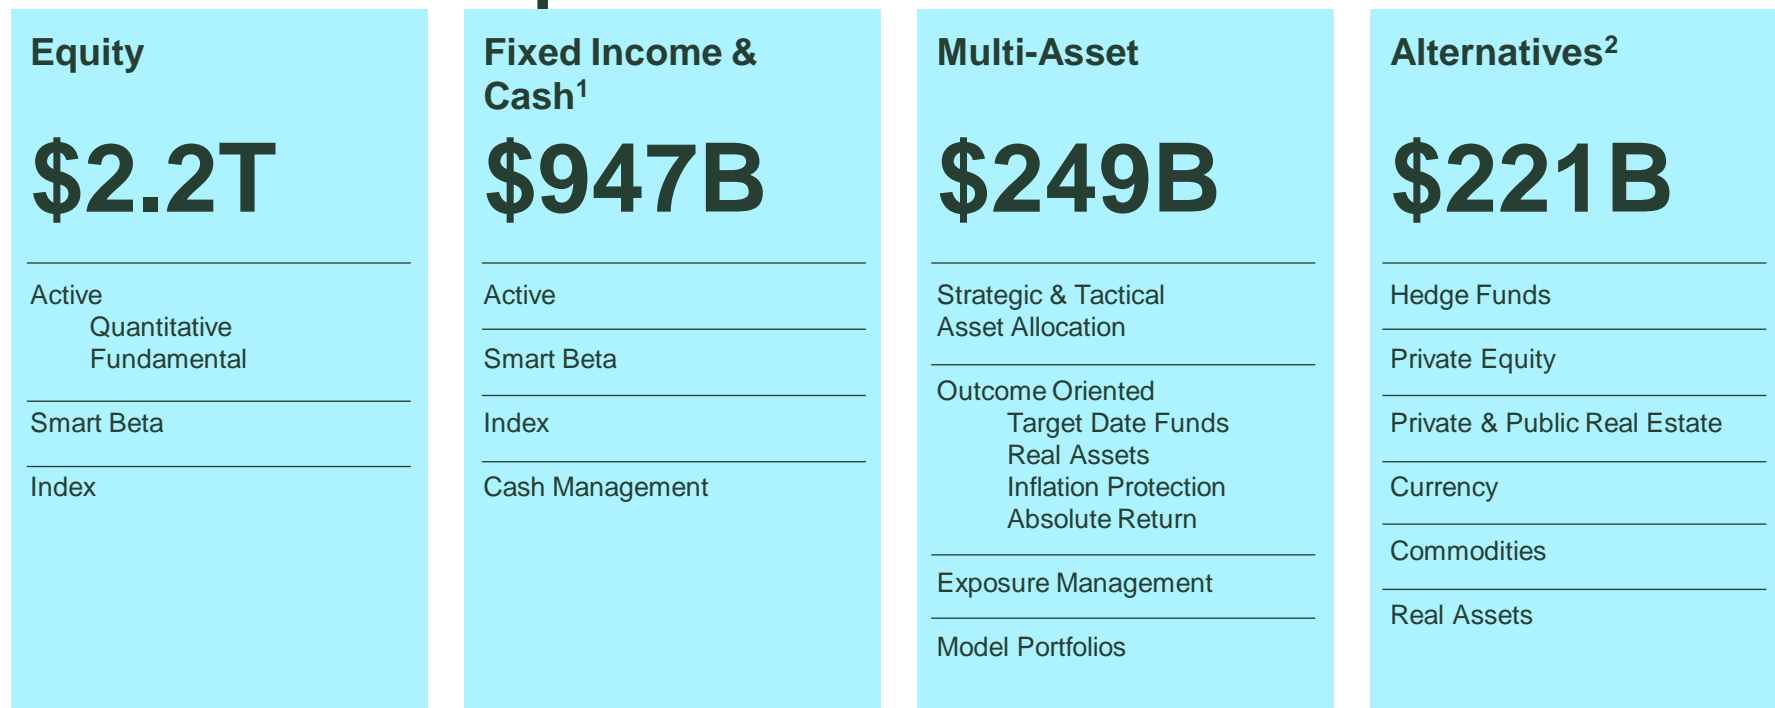 Equity
$2.2T
Active
Quantitative
Fundamental
Smart Beta
Index
Fixed Income &
Cash¹
$947B
Active
Smart Beta
Index
Cash Management
Multi-Asset
$249B
Strategic & Tactical
Asset Allocation
Outcome Oriented
Target Date Funds
Real Assets
Inflation Protection
Absolute Return
Exposure Management
Model Portfolios
Alternatives²
$221B
Hedge Funds
Private Equity
Private & Public Real Estate
Currency
Commodities
Real Assets